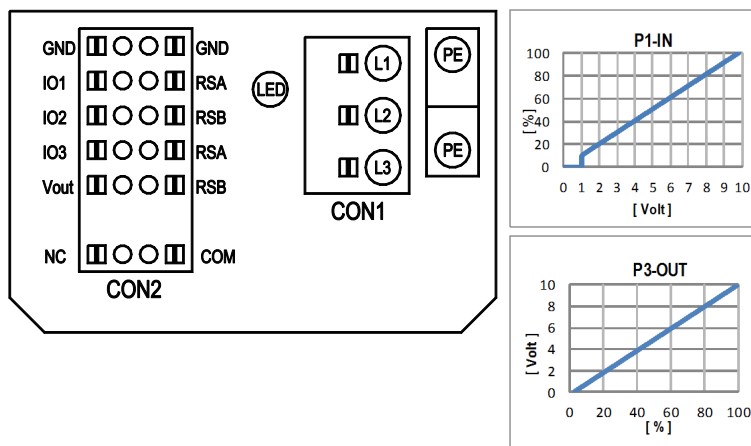 GND GND
IO1 RSA
IO2 RSB
IO3 RSA
Vout RSB
NC COM
CON2
LED
L1
L2
L3
CON1
PE
PE
P1-IN
[ % ]
100
80
60
40
20
0
0 1 2 3 4 5 6 7 8 9 10
[ Volt ]
P3-OUT
[ Volt ]
10
8
6
4
2
0
0 20 40 60 80 100
[ % ]